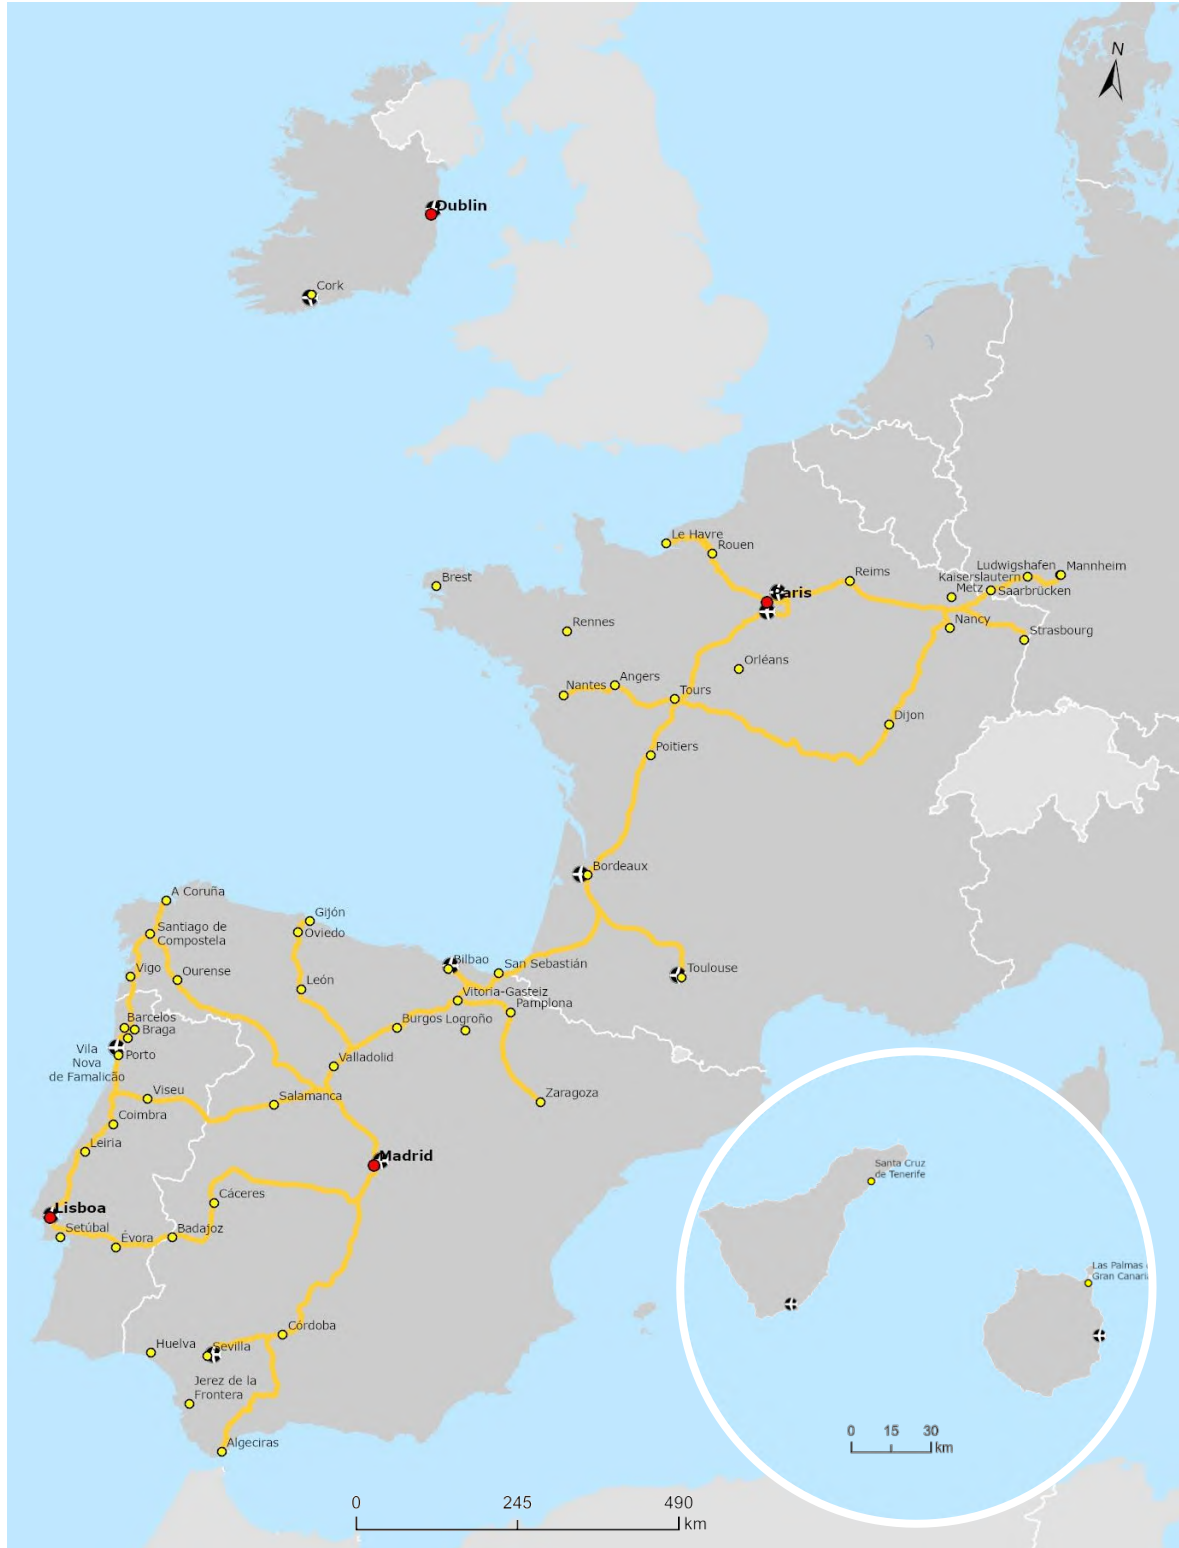 N
Dublin
Cork
Le Havre
Rouen
Reims
Ludwigshafen
Mannheim
Kaiserslautern
Metz
Saarbrücken
Brest
Paris
Rennes
Nancy
Strasbourg
Orléans
Angers
Nantes
Tours
Dijon
Poitiers
Bordeaux
A Coruña
Gijón
Santiago de
Compostela
Oviedo
Bilbao
San Sebastián
Toulouse
Vigo
Ourense
León
Vitoria-Gasteiz
Pamplona
Barcelos
Braga
Burgos
Logroño
Vila
Nova
de Famalicão
Porto
Valladolid
Viseu
Salamanca
Zaragoza
Coimbra
Leiria
Madrid
Santa Cruz
de Tenerife
Cáceres
Lisboa
Setúbal
Évora
Badajoz
Las Palmas
Gran Canaria
Córdoba
Huelva
Sevilla
Jerez de la
Frontera
Algeciras
0 15 30
km
0 245 490
km